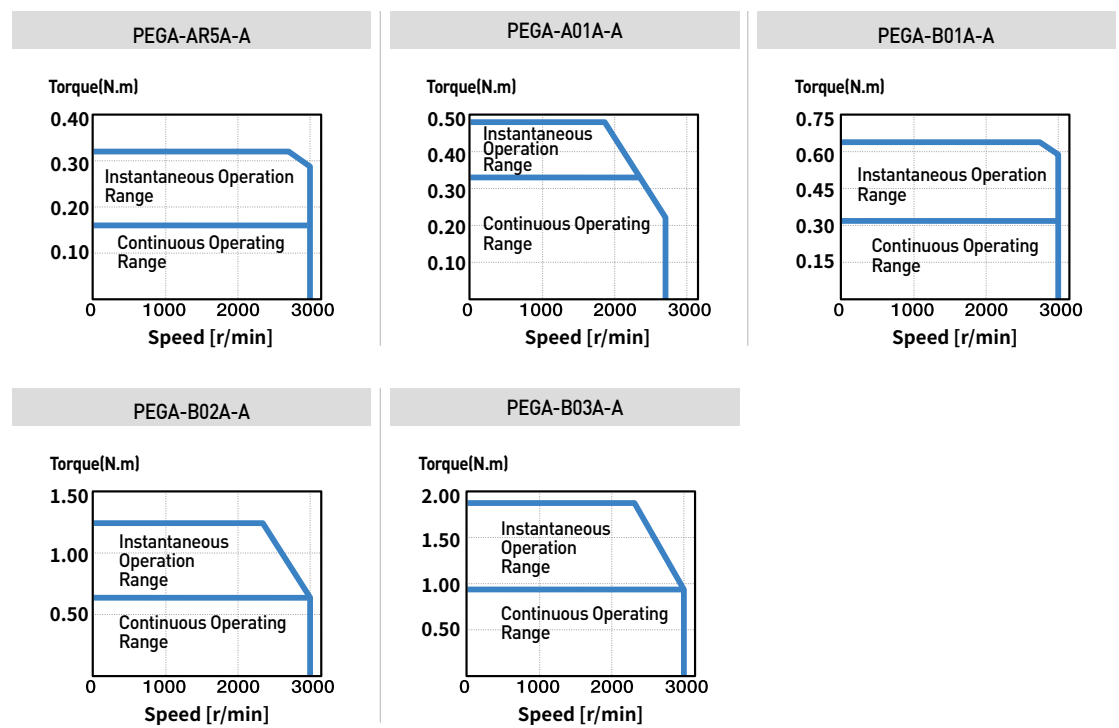 PEGA-AR5A-A
Torque(N.m)
0.40
0.30
0.20
0.10
Instantaneous Operation
Range
Continuous Operating
Range
0 1000 2000 3000
Speed [r/min]
PEGA-A01A-A
Torque(N.m)
0.50
0.40
0.30
0.20
0.10
Instantaneous
Operation
Range
Continuous Operating
Range
0 1000 2000 3000
Speed [r/min]
PEGA-B01A-A
Torque(N.m)
0.75
0.60
0.45
0.30
0.15
Instantaneous Operation
Range
Continuous Operating
Range
0 1000 2000 3000
Speed [r/min]
PEGA-B02A-A
Torque(N.m)
1.50
1.00
0.50
Instantaneous
Operation
Range
Continuous Operating
Range
0 1000 2000 3000
Speed [r/min]
PEGA-B03A-A
Torque(N.m)
2.00
1.50
1.00
0.50
Instantaneous
Operation
Range
Continuous Operating
Range
0 1000 2000 3000
Speed [r/min]